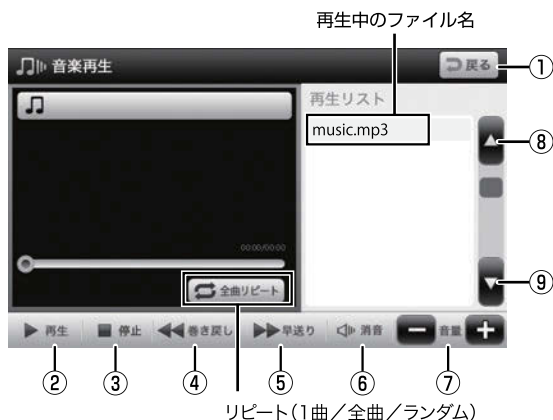 再生中のファイル名
音楽再生
戻る
①
再生リスト
music.mp3
⑧
00:00/00:00
全曲リピート
⑨
再生
停止
巻き戻し
早送り
消音
音量
②
③
④
⑤
⑥
⑦
リピート(1曲/全曲/ランダム)